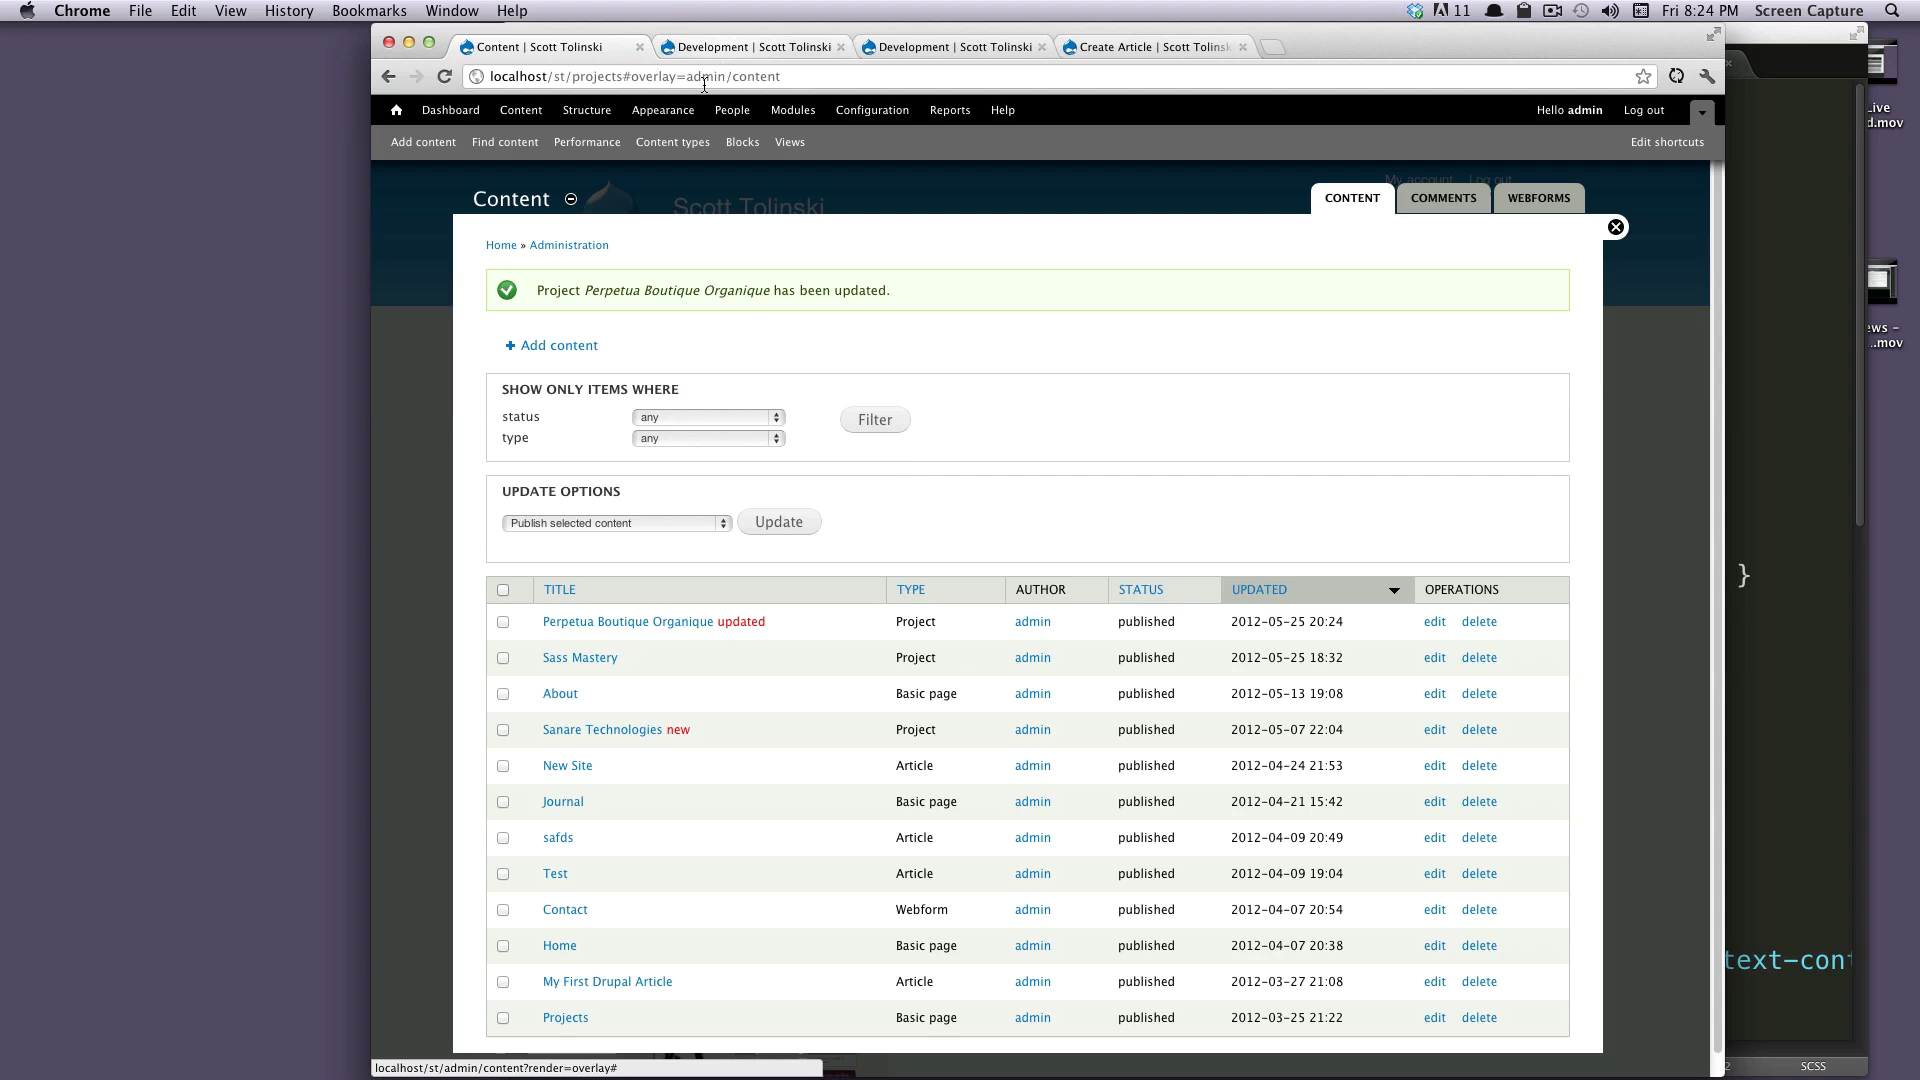 Chrome File Edit View History Bookmarks Window Help 11 Fri 8:24 PM Screen Capture
Content | Scott Tolinski Development | Scott Tolinski Development | Scott Tolinski Create Article | Scott Tolinsk
localhost/st/projects#overlay=admin/content
Dashboard Content Structure Appearance People Modules Configuration Reports Help Hello admin Log out
Add content Find content Performance Content types Blocks Views Edit shortcuts
My account Log out
Content Scott Tolinski CONTENT COMMENTS WEBFORMS
Home » Administration
Project Perpetua Boutique Organique has been updated.
Add content
SHOW ONLY ITEMS WHERE
status any Filter
type any
UPDATE OPTIONS
Publish selected content Update
TITLE TYPE AUTHOR STATUS UPDATED OPERATIONS
Perpetua Boutique Organique updated Project admin published 2012-05-25 20:24 edit delete
Sass Mastery Project admin published 2012-05-25 18:32 edit delete
About Basic page admin published 2012-05-13 19:08 edit delete
Sanare Technologies new Project admin published 2012-05-07 22:04 edit delete
New Site Article admin published 2012-04-24 21:53 edit delete
Journal Basic page admin published 2012-04-21 15:42 edit delete
safds Article admin published 2012-04-09 20:49 edit delete
Test Article admin published 2012-04-09 19:04 edit delete
Contact Webform admin published 2012-04-07 20:54 edit delete
Home Basic page admin published 2012-04-07 20:38 edit delete
My First Drupal Article Article admin published 2012-03-27 21:08 edit delete
Projects Basic page admin published 2012-03-25 21:22 edit delete
localhost/st/admin/content?render=overlay#
Live
d.mov
ews –
...mov
}
text-cont
2 SCSS